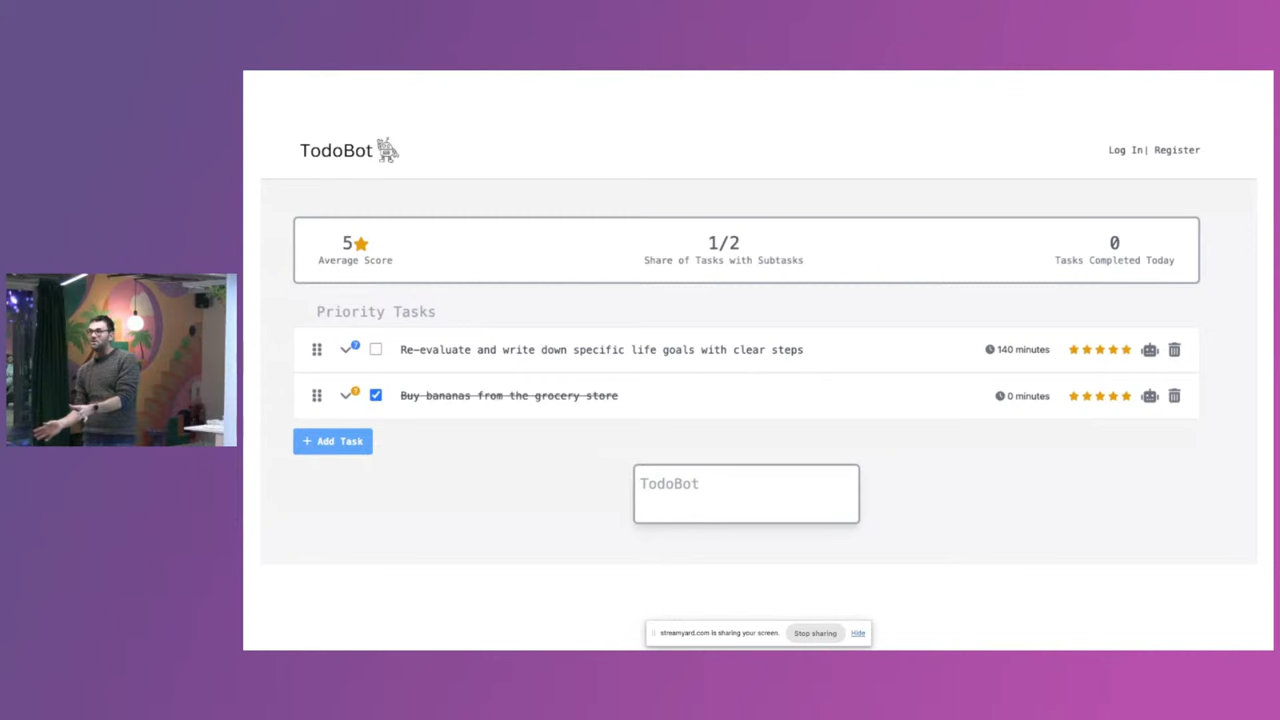 TodoBot
Log In| Register
5
1/2
0
Average Score
Share of Tasks with Subtasks
Tasks Completed Today
Priority Tasks
7
Re-evaluate and write down specific life goals with clear steps
140 minutes
Buy bananas from the grocery store
0 minutes
+ Add Task
TodoBot
streamyard.com is sharing your screen.
Stop sharing
Hide